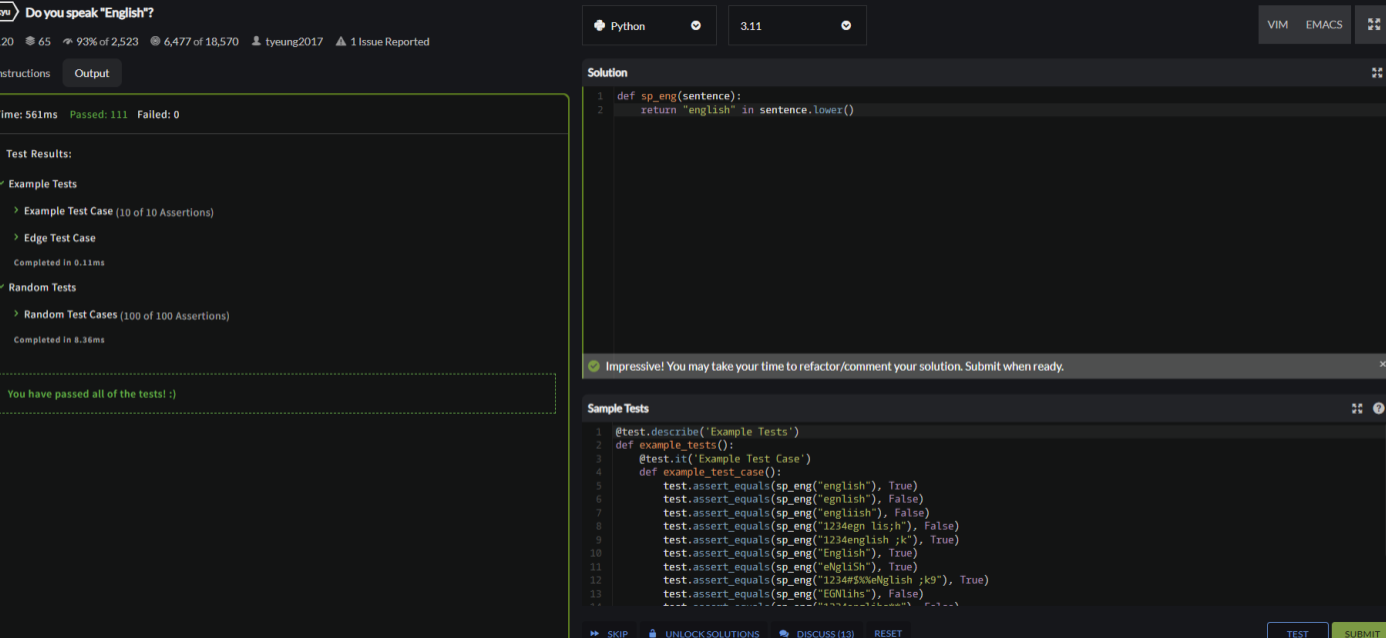 Do you speak "English"?
20 65 93% of 2,523 6,477 of 18,570 tyeung2017 1 Issue Reported
nstructions Output
ime: 561ms Passed: 111 Failed: 0
Test Results:
Example Tests
Example Test Case (10 of 10 Assertions)
Edge Test Case
Completed in 0.11ms
Random Tests
Random Test Cases (100 of 100 Assertions)
Completed in 8.36ms
You have passed all of the tests! :)
Python 3.11 VIM EMACS
Solution
1 def sp_eng(sentence):
2 return "english" in sentence.lower()
Impressive! You may take your time to refactor/comment your solution. Submit when ready.
Sample Tests
1 @test.describe('Example Tests')
2 def example_tests():
3 @test.it('Example Test Case')
4 def example_test_case():
5 test.assert_equals(sp_eng("english"), True)
6 test.assert_equals(sp_eng("egnlish"), False)
7 test.assert_equals(sp_eng("engliish"), False)
8 test.assert_equals(sp_eng("1234egn lis;h"), False)
9 test.assert_equals(sp_eng("1234english ;k"), True)
10 test.assert_equals(sp_eng("English"), True)
11 test.assert_equals(sp_eng("eNgliSh"), True)
12 test.assert_equals(sp_eng("1234#$%%eNglish ;k9"), True)
13 test.assert_equals(sp_eng("EGNlihs"), False)
SKIP UNLOCK SOLUTIONS DISCUSS (13) RESET TEST SUBMIT